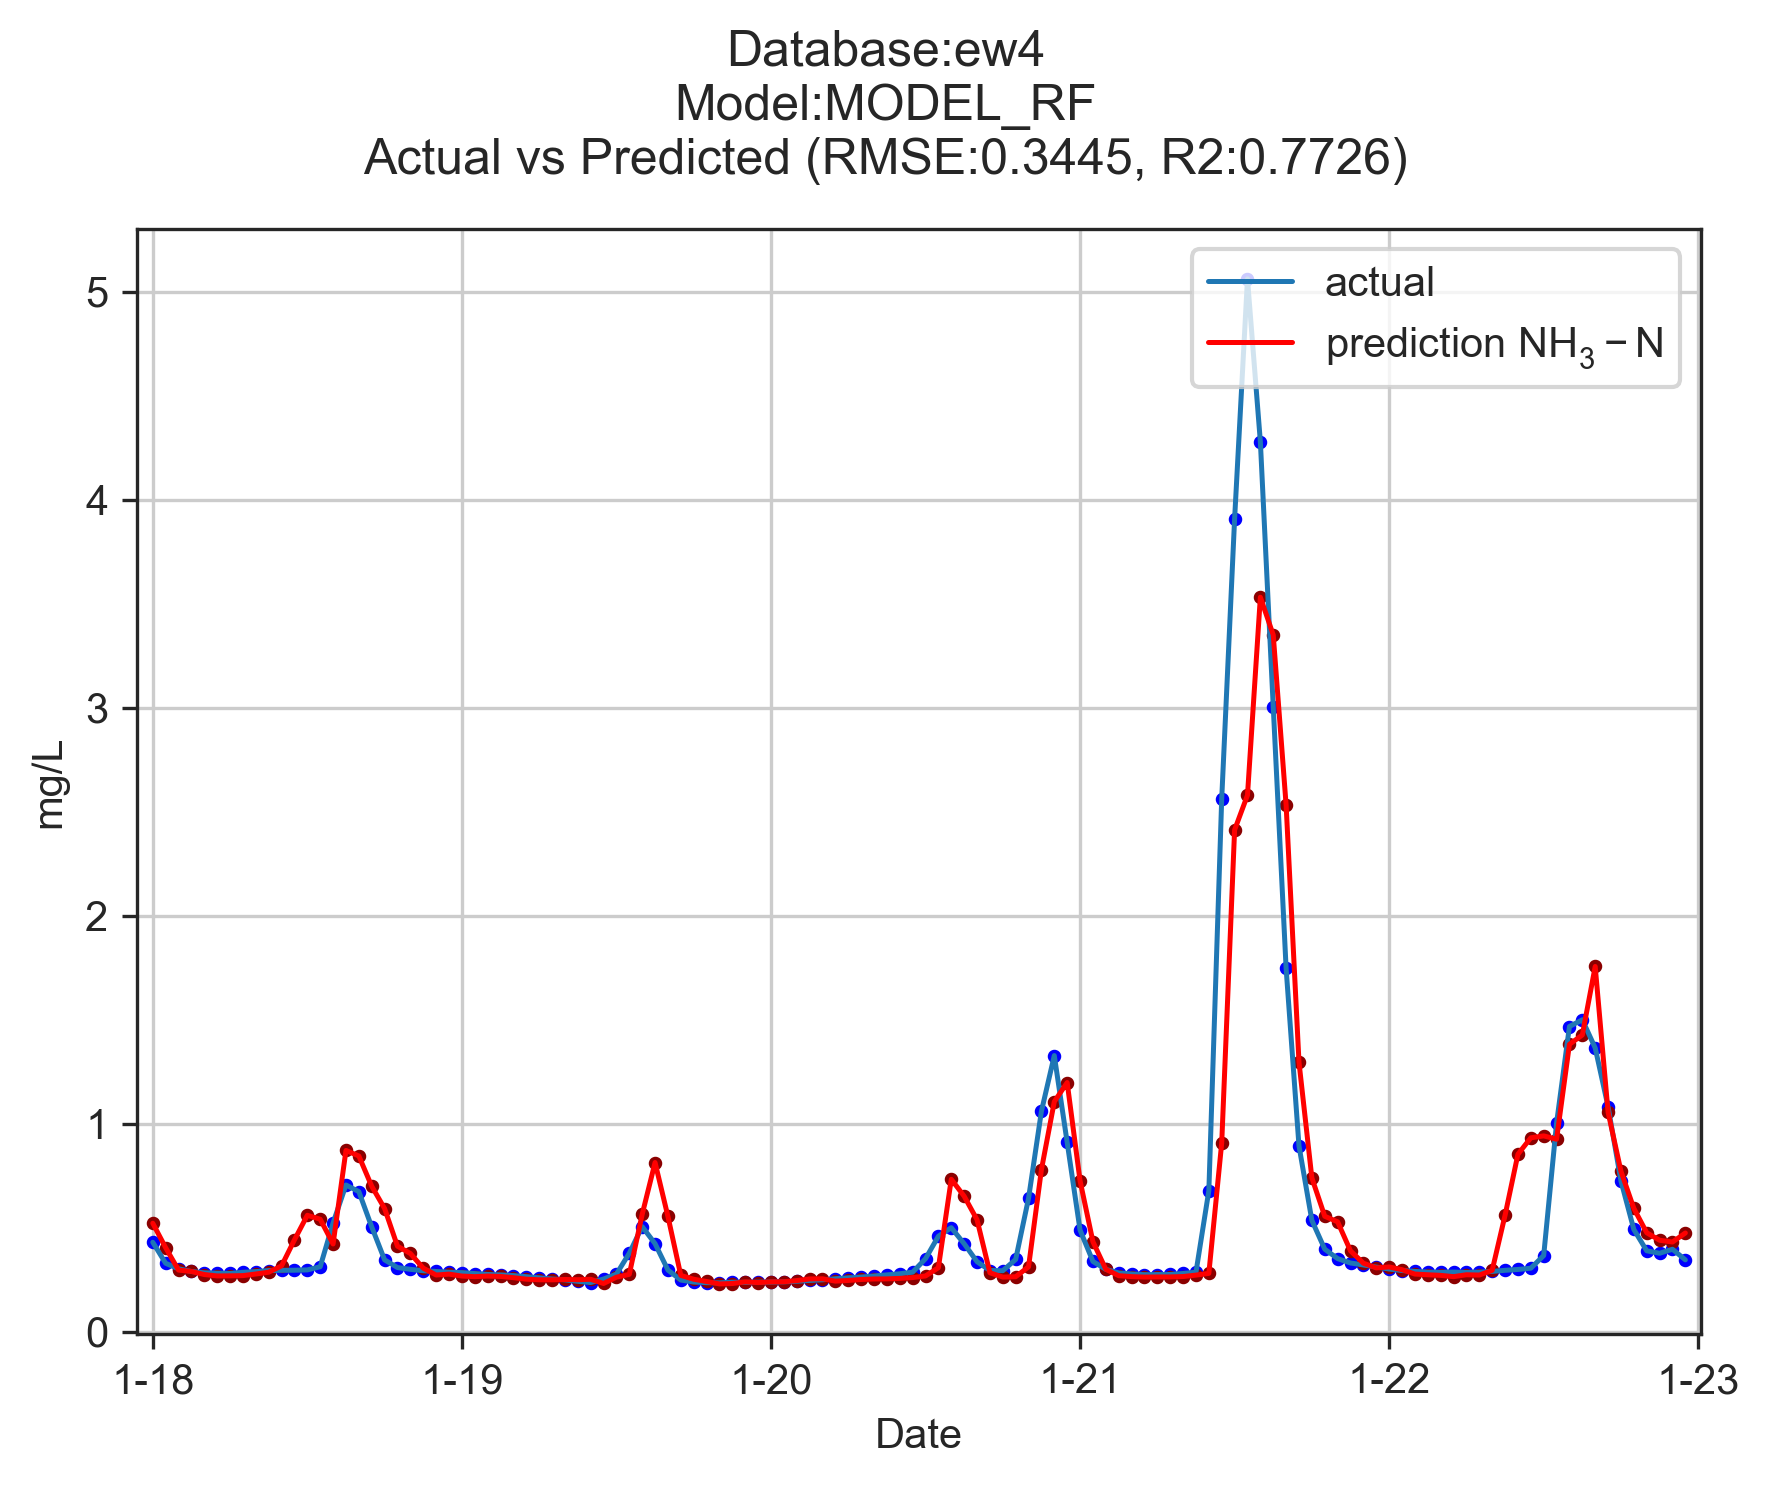 Database:ew4
Model:MODEL_RF
Actual vs Predicted (RMSE:0.3445, R2:0.7726)
actual
prediction NH₃ − N
5
4
3
2
1
0
mg/L
1-18 1-19 1-20 1-21 1-22 1-23
Date